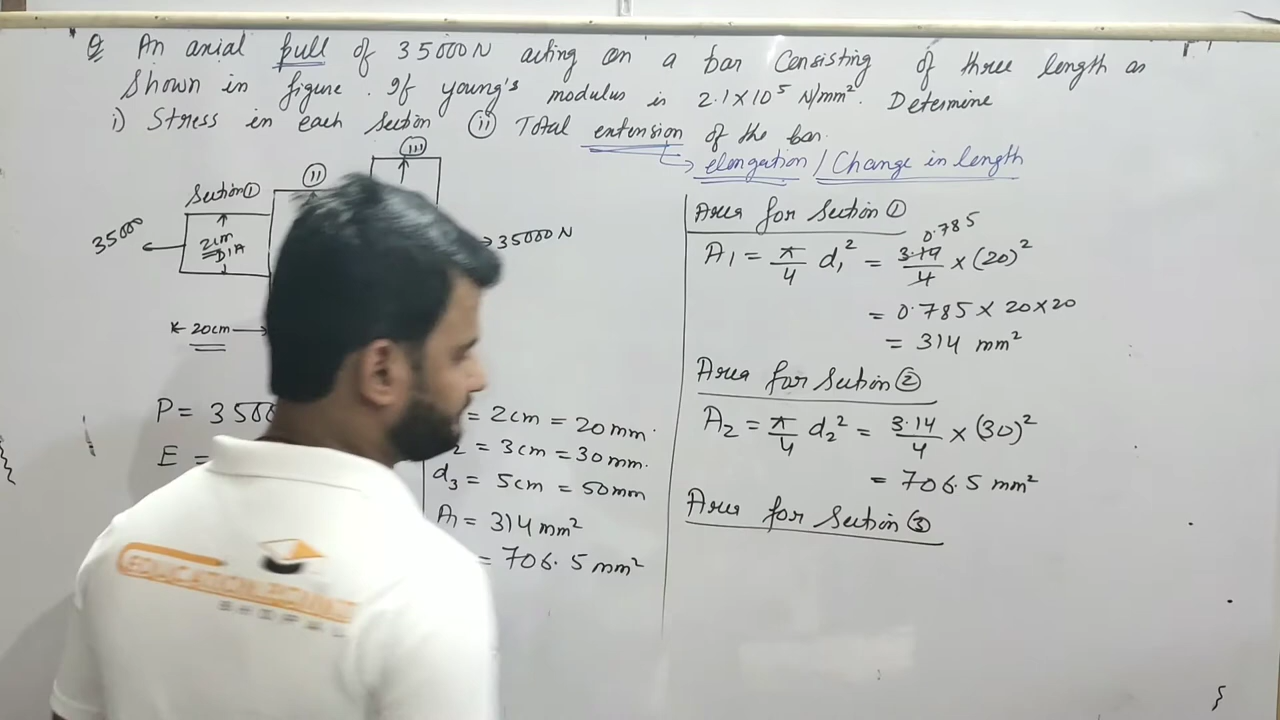 Q An axial pull of 35000N acting on a bar Consisting of three length as
Shown in figure. If young's modulus is 2.1×10⁵ N/mm². Determine
i) Stress in each section ii) Total extension of the bar.
elongation / Change in length
Section ① ⓘⓘ ⓘⓘⓘ
35000 2cm DIA 35000 N
20cm
P= 3500
E =
= 2cm = 20mm.
2 = 3cm = 30mm.
d₃ = 5cm = 50mm
A₁ = 314mm²
= 706.5 mm²
Area for Section ①
A₁ = π/4 d₁² = 3.14/4 × (20)²
0.785
= 0.785 × 20×20
= 314 mm²
Area for Section ②
A₂ = π/4 d₂² = 3.14/4 × (30)²
= 706.5 mm²
Area for Section ③
BHOPAL